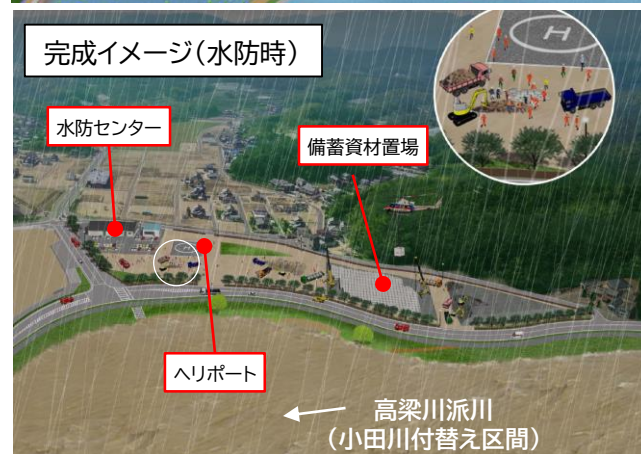 完成イメージ(水防時)
H
水防センター
備蓄資材置場
H
ヘリポート
高梁川派川
(小田川付替え区間)